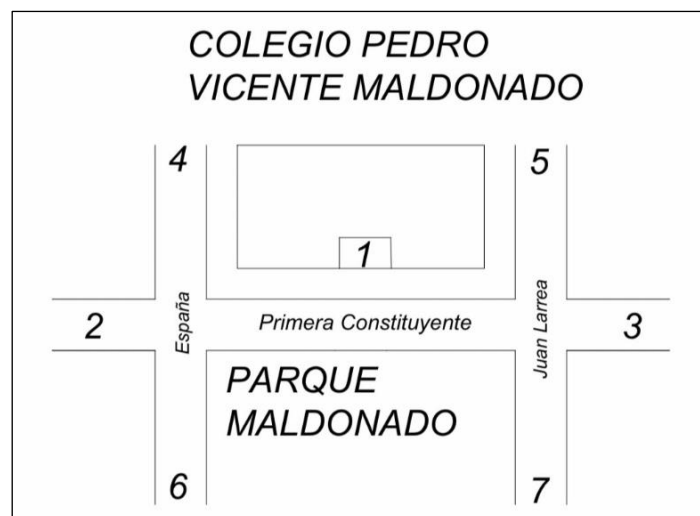 COLEGIO PEDRO
VICENTE MALDONADO
4
5
1
2
España
Primera Constituyente
Juan Larrea
3
PARQUE
MALDONADO
6
7